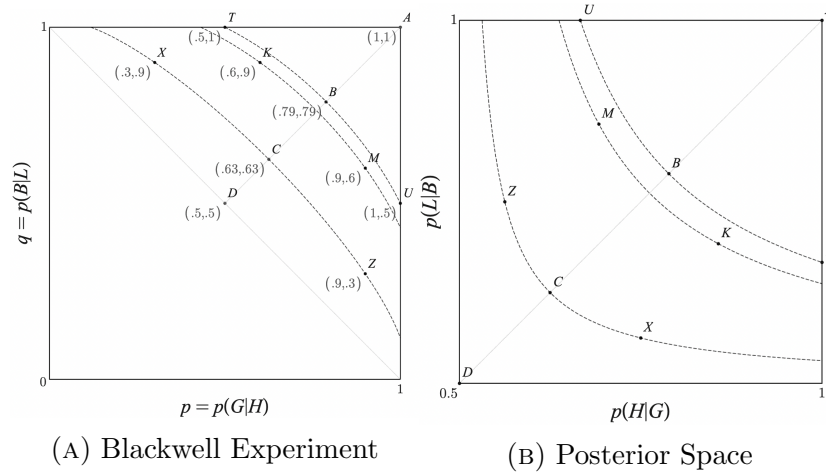 1
T
A
(.5,1)
(1,1)
X
K
(.3,.9)
(.6,.9)
B
(.79,.79)
C
M
(.63,.63)
(.9,.6)
D
U
(.5,.5)
(1,.5)
Z
(.9,.3)
q = p(B|L)
0
1
p = p(G|H)
(A) Blackwell Experiment
1
U
M
B
Z
K
C
X
D
p(L|B)
0.5
1
p(H|G)
(B) Posterior Space